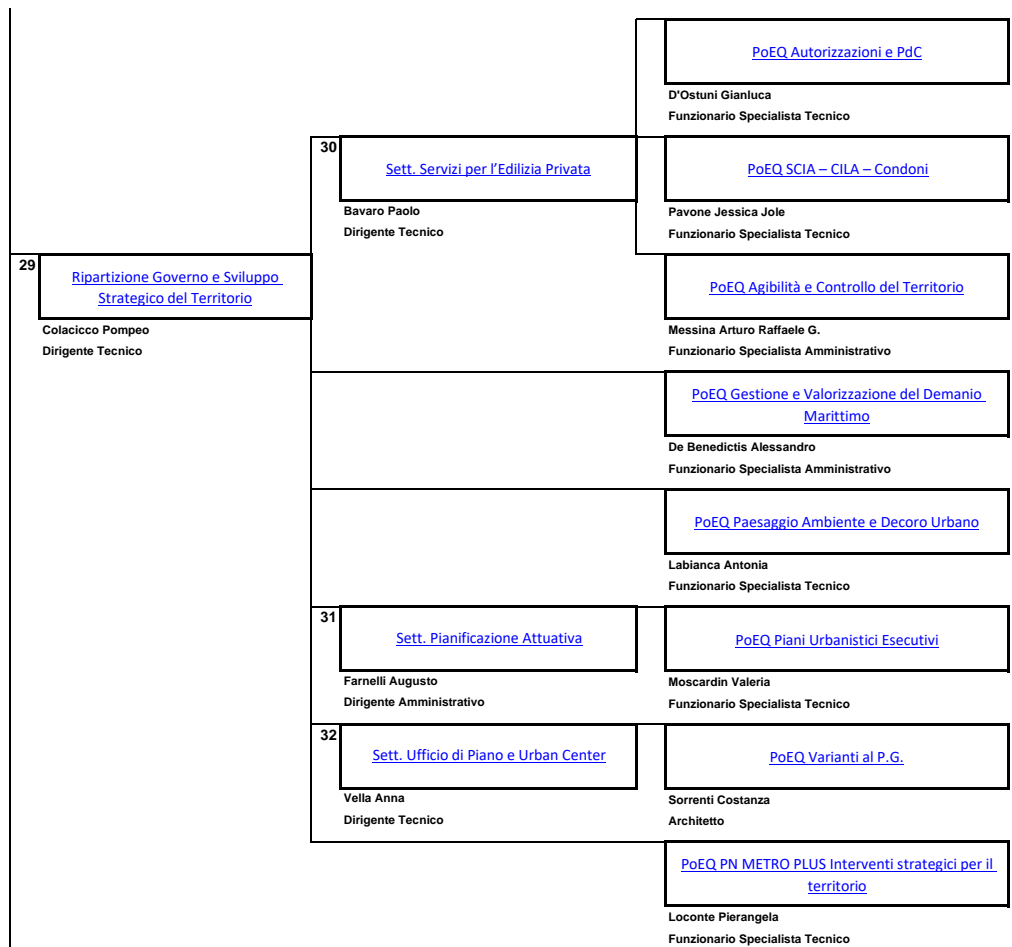 PoEQ Autorizzazioni e PdC
D'Ostuni Gianluca
Funzionario Specialista Tecnico
30
Sett. Servizi per l’Edilizia Privata
PoEQ SCIA – CILA – Condoni
Bavaro Paolo
Pavone Jessica Jole
Dirigente Tecnico
Funzionario Specialista Tecnico
29
Ripartizione Governo e Sviluppo
Strategico del Territorio
PoEQ Agibilità e Controllo del Territorio
Colacicco Pompeo
Messina Arturo Raffaele G.
Dirigente Tecnico
Funzionario Specialista Amministrativo
PoEQ Gestione e Valorizzazione del Demanio
Marittimo
De Benedictis Alessandro
Funzionario Specialista Amministrativo
PoEQ Paesaggio Ambiente e Decoro Urbano
Labianca Antonia
Funzionario Specialista Tecnico
31
Sett. Pianificazione Attuativa
PoEQ Piani Urbanistici Esecutivi
Farnelli Augusto
Moscardin Valeria
Dirigente Amministrativo
Funzionario Specialista Tecnico
32
Sett. Ufficio di Piano e Urban Center
PoEQ Varianti al P.G.
Vella Anna
Sorrenti Costanza
Dirigente Tecnico
Architetto
PoEQ PN METRO PLUS Interventi strategici per il
territorio
Loconte Pierangela
Funzionario Specialista Tecnico